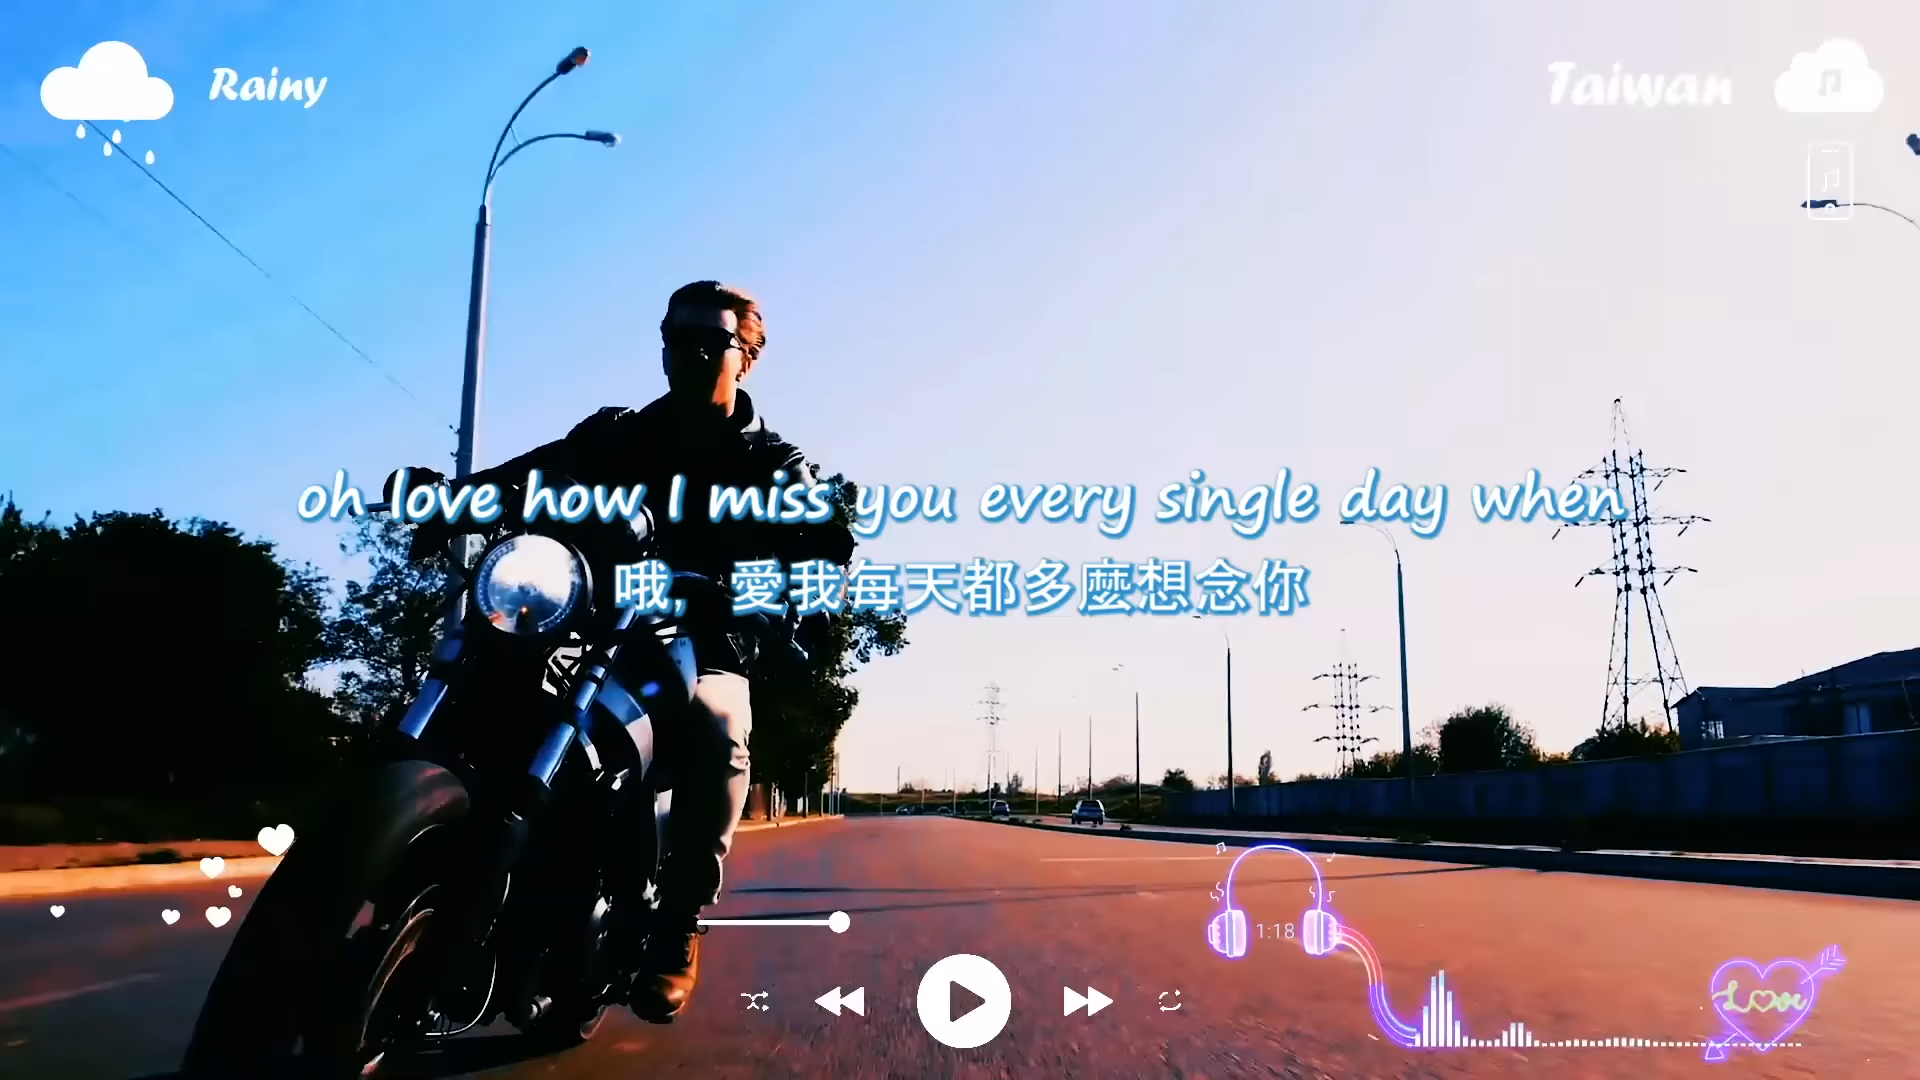 Rainy
Taiwan
oh love how I miss you every single day when
哦，愛我每天都多麼想念你
1:18
Love